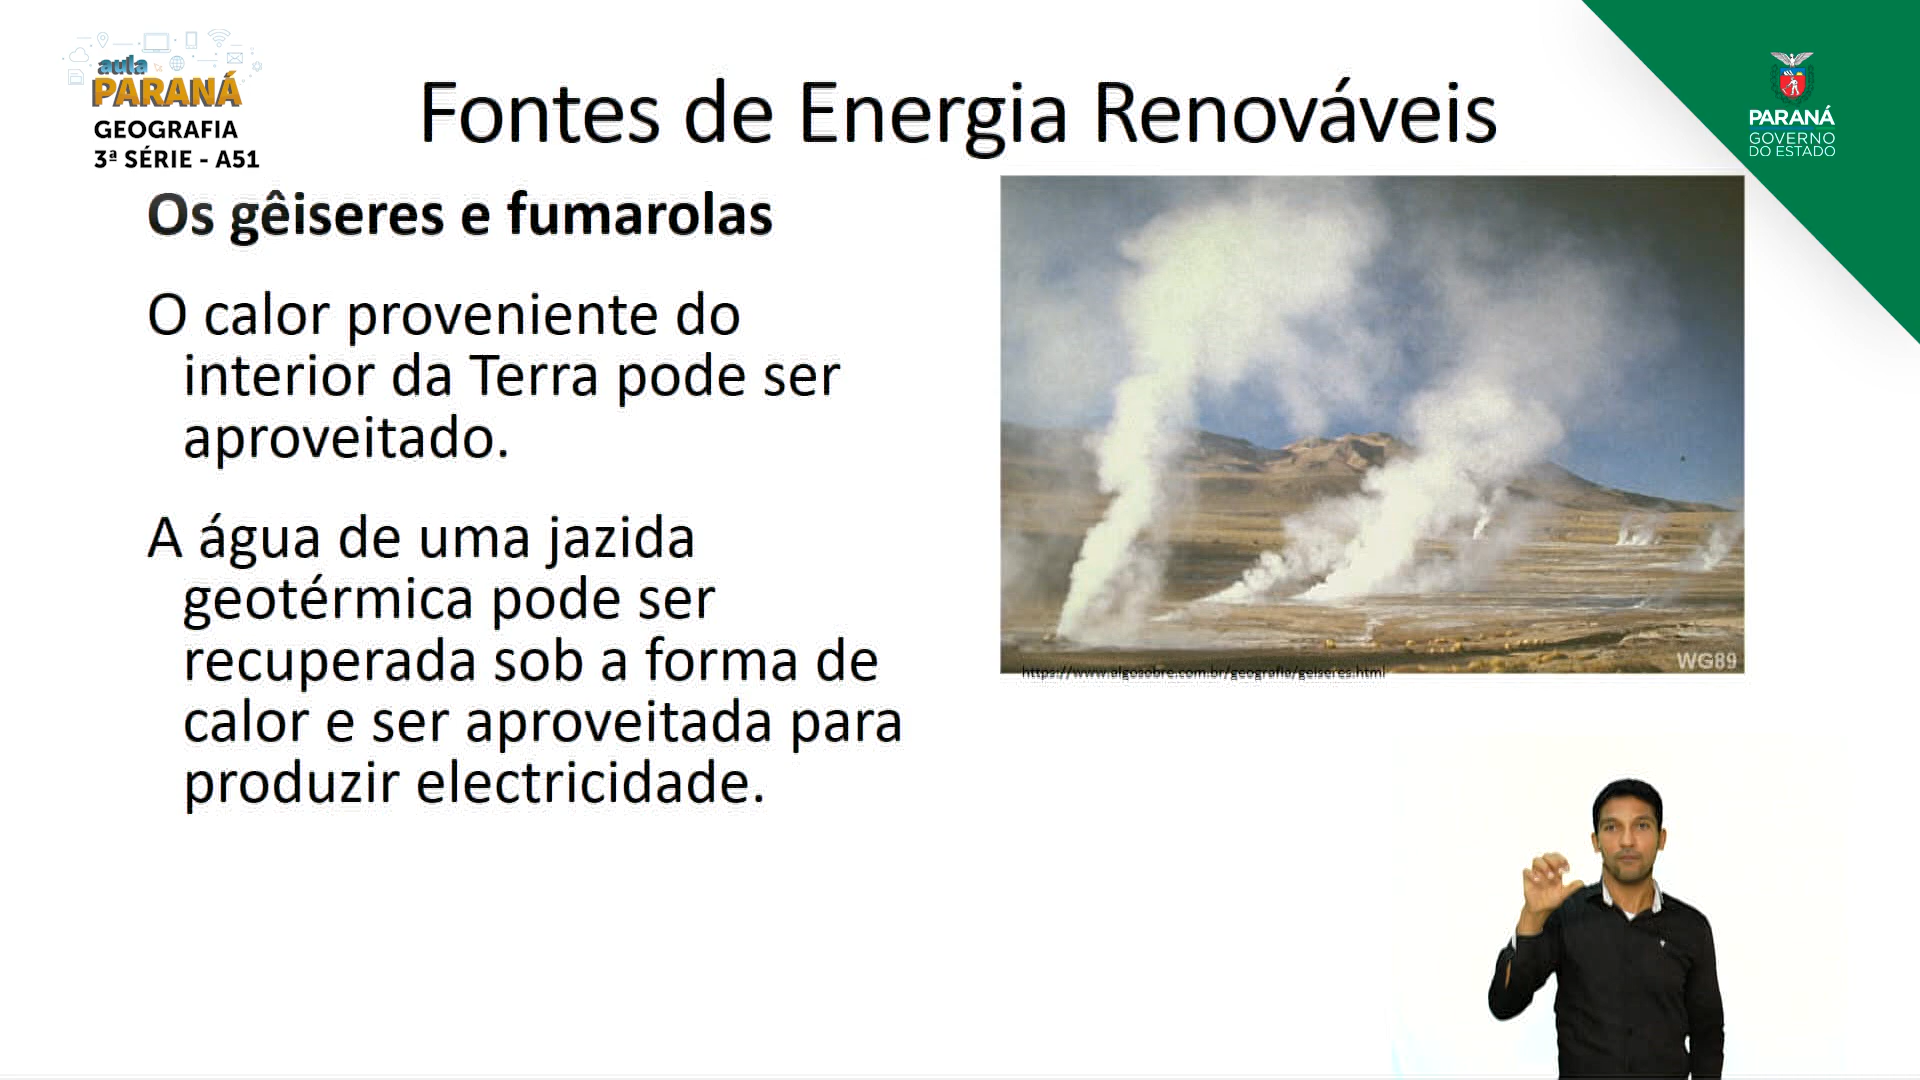 aula
PARANÁ
GEOGRAFIA
3ª SÉRIE - A51
Fontes de Energia Renováveis
PARANÁ
GOVERNO
DO ESTADO
Os gêiseres e fumarolas
O calor proveniente do
interior da Terra pode ser
aproveitado.
A água de uma jazida
geotérmica pode ser
recuperada sob a forma de
calor e ser aproveitada para
produzir electricidade.
WG89
https://www.algosobre.com.br/geografia/geiseres.html